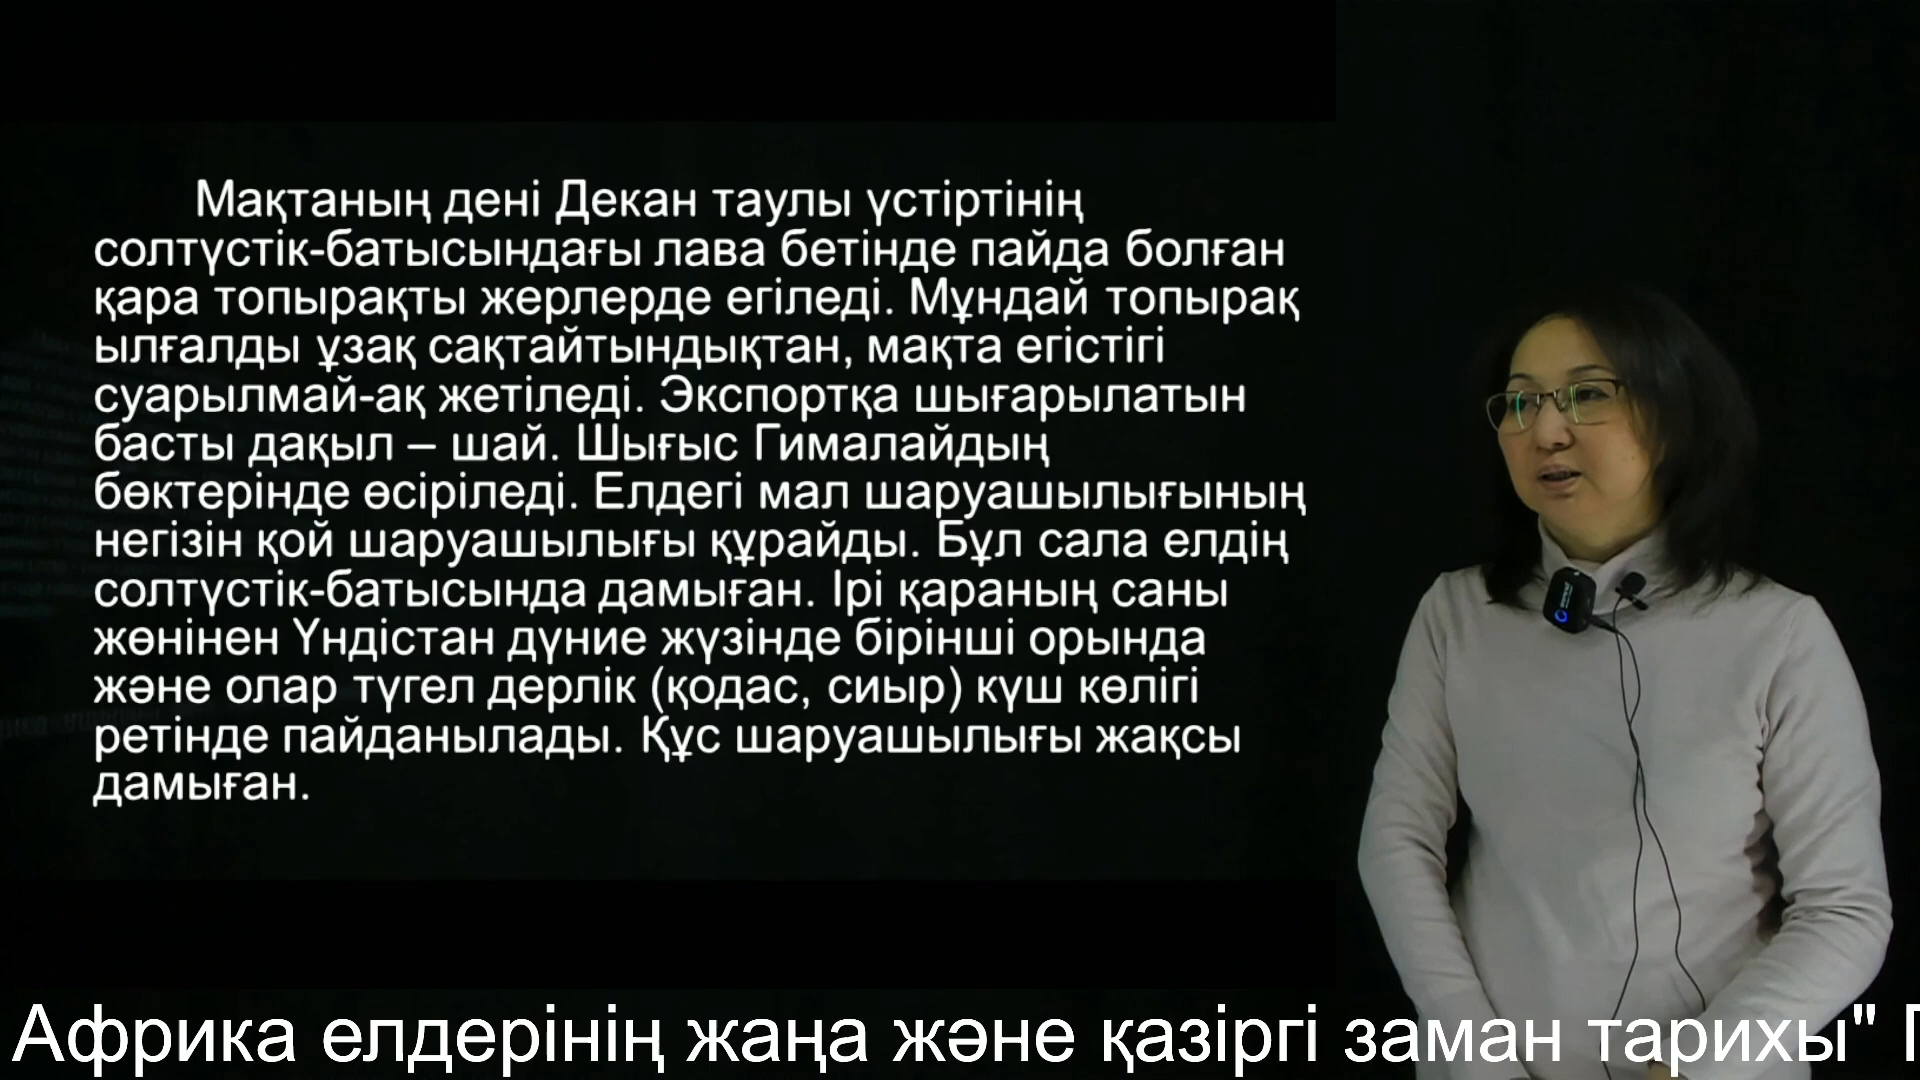 Мақтаның дені Декан таулы үстіртінің
солтүстік-батысындағы лава бетінде пайда болған
қара топырақты жерлерде егіледі. Мұндай топырақ
ылғалды ұзақ сақтайтындықтан, мақта егістігі
суарылмай-ақ жетіледі. Экспортқа шығарылатын
басты дақыл – шай. Шығыс Гималайдың
бөктерінде өсіріледі. Елдегі мал шаруашылығының
негізін қой шаруашылығы құрайды. Бұл сала елдің
солтүстік-батысында дамыған. Ірі қараның саны
жөнінен Үндістан дүние жүзінде бірінші орында
және олар түгел дерлік (қодас, сиыр) күш көлігі
ретінде пайданылады. Құс шаруашылығы жақсы
дамыған.
Африка елдерінің жаңа және қазіргі заман тарихы"